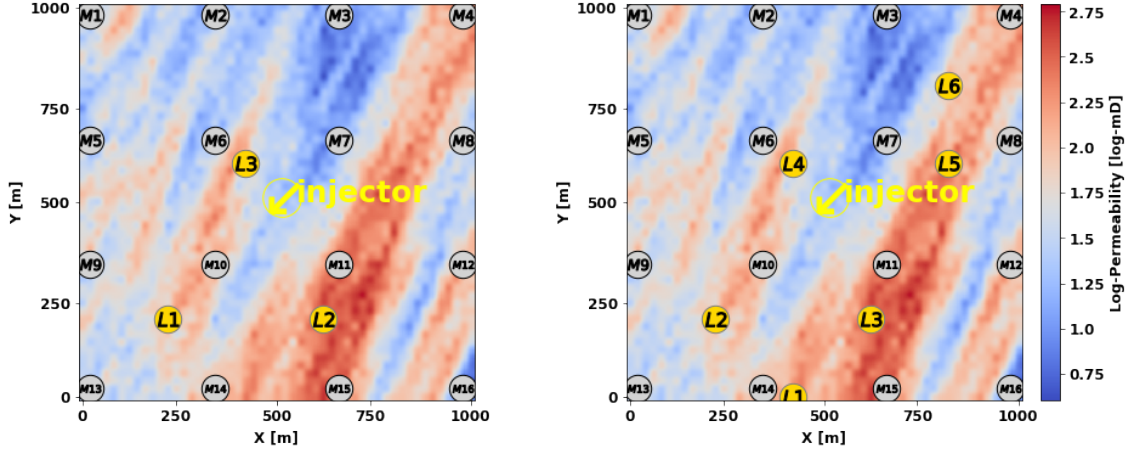 1000 M1 M2 M3 M4 1000 M1 M2 M3 M4 2.75
2.50
L6
750 750 2.25
M5 M6 M7 M8 M5 M6 M7 M8
L3 L4 L5
2.0
injector injector
500 500 1.75
Y [m] Y [m] Log-Permeability [log-mD]
1.5
M9 M10 M11 M12 M9 M10 M11 M12
1.25
250 250
L1 L2 L2 L3
1.0
0.75
0 M13 M14 M15 M16 0 M13 M14 L1 M15 M16
0 250 500 750 1000 0 250 500 750 1000
X [m] X [m]